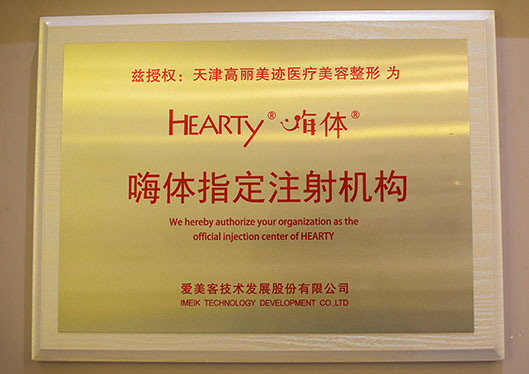 兹授权：天津高丽美迹医疗美容整形 为
HEARTY® 嗨体®
嗨体指定注射机构
We hereby authorize your organization as the
official injection center of HEARTY
爱美客技术发展股份有限公司
IMEIK TECHNOLOGY DEVELOPMENT CO.,LTD